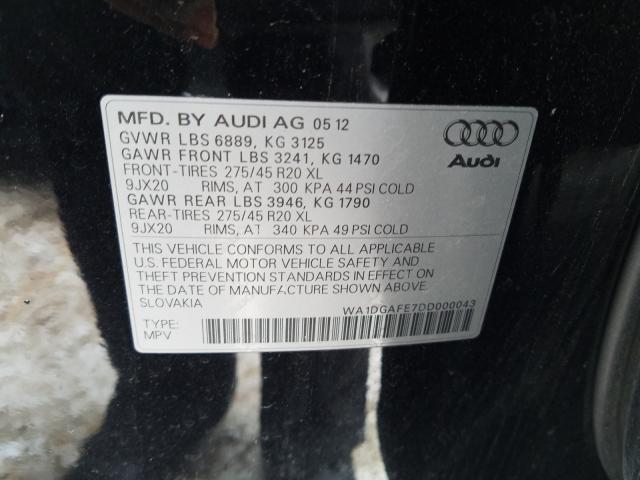 MFD. BY AUDI AG 05 12
GVWR LBS 6889, KG 3125
GAWR FRONT LBS 3241, KG 1470
FRONT-TIRES 275/45 R20 XL
9JX20 RIMS, AT 300 KPA 44 PSI COLD
GAWR REAR LBS 3946, KG 1790
REAR-TIRES 275/45 R20 XL
9JX20 RIMS, AT 340 KPA 49 PSI COLD
THIS VEHICLE CONFORMS TO ALL APPLICABLE
U.S. FEDERAL MOTOR VEHICLE SAFETY AND
THEFT PREVENTION STANDARDS IN EFFECT ON
THE DATE OF MANUFACTURE SHOWN ABOVE.
SLOVAKIA
WA1DGAFE7DD000043
TYPE:
MPV
Audi